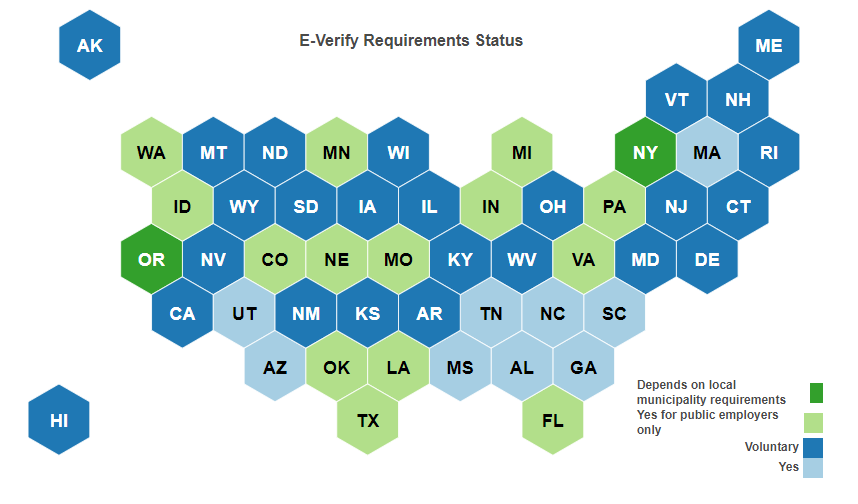 AK
E-Verify Requirements Status
ME
VT
NH
WA
MT
ND
MN
WI
MI
NY
MA
RI
ID
WY
SD
IA
IL
IN
OH
PA
NJ
CT
OR
NV
CO
NE
MO
KY
WV
VA
MD
DE
CA
UT
NM
KS
AR
TN
NC
SC
AZ
OK
LA
MS
AL
GA
HI
TX
FL
Depends on local
municipality requirements
Yes for public employers
only
Voluntary
Yes